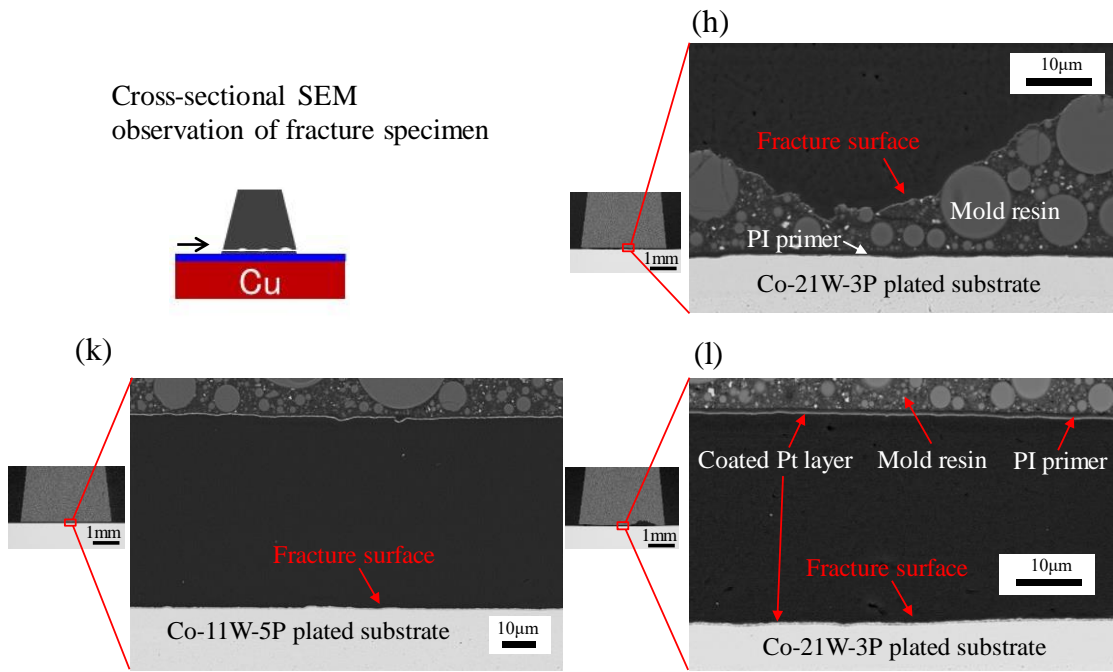 (h)
Cross-sectional SEM
observation of fracture specimen
10μm
Fracture surface
Mold resin
PI primer
Co-21W-3P plated substrate
1mm
Cu
(k)
(l)
Coated Pt layer
Mold resin
PI primer
1mm
1mm
10μm
Fracture surface
Fracture surface
Co-11W-5P plated substrate
10μm
Co-21W-3P plated substrate